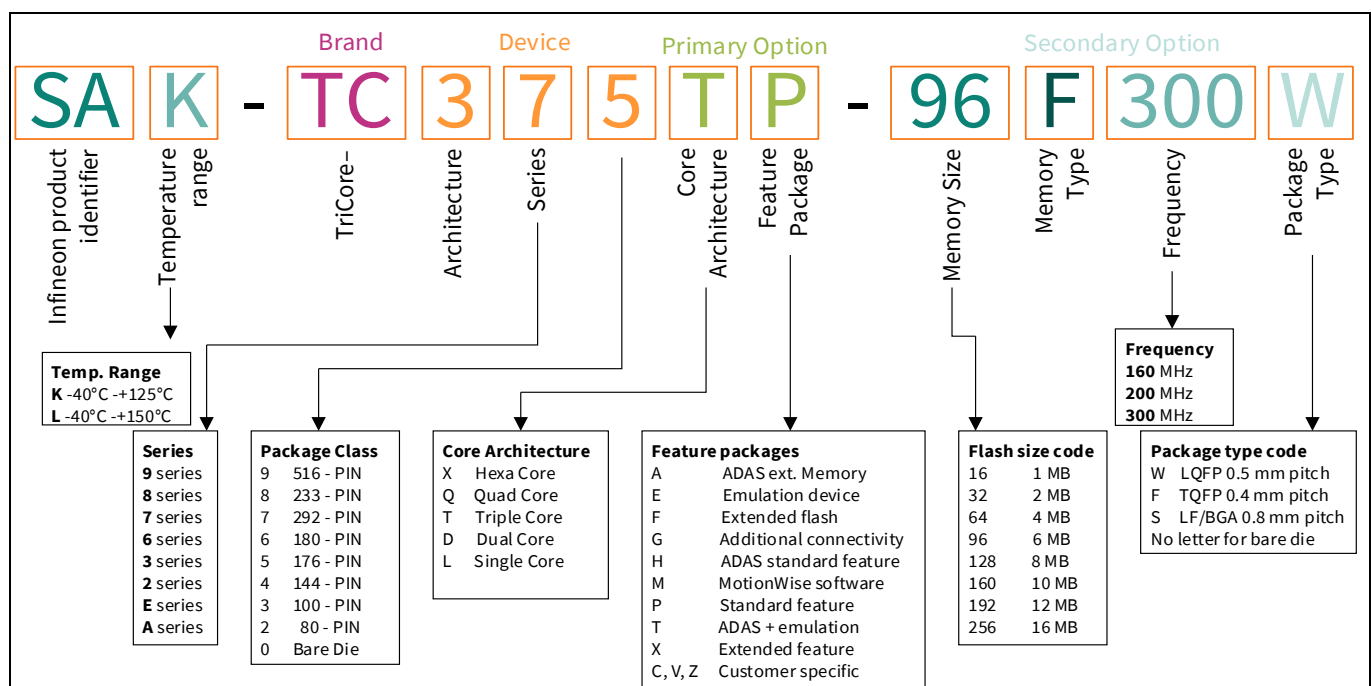 Brand Device Primary Option Secondary Option
SA K - TC 3 7 5 T P - 96 F 300 W
Infineon product
identifier
Temperature
range
TriCore–
Architecture
Series
Core
Architecture
Feature
Package
Memory Size
Memory
Type
Frequency
Package
Type
Temp. Range
K -40°C -+125°C
L -40°C -+150°C
Frequency
160 MHz
200 MHz
300 MHz
Series
9 series
8 series
7 series
6 series
3 series
2 series
E series
A series
Package Class
9 516 - PIN
8 233 - PIN
7 292 - PIN
6 180 - PIN
5 176 - PIN
4 144 - PIN
3 100 - PIN
2 80 - PIN
0 Bare Die
Core Architecture
X Hexa Core
Q Quad Core
T Triple Core
D Dual Core
L Single Core
Feature packages
A ADAS ext. Memory
E Emulation device
F Extended flash
G Additional connectivity
H ADAS standard feature
M MotionWise software
P Standard feature
T ADAS + emulation
X Extended feature
C, V, Z Customer specific
Flash size code
16 1 MB
32 2 MB
64 4 MB
96 6 MB
128 8 MB
160 10 MB
192 12 MB
256 16 MB
Package type code
W LQFP 0.5 mm pitch
F TQFP 0.4 mm pitch
S LF/BGA 0.8 mm pitch
No letter for bare die